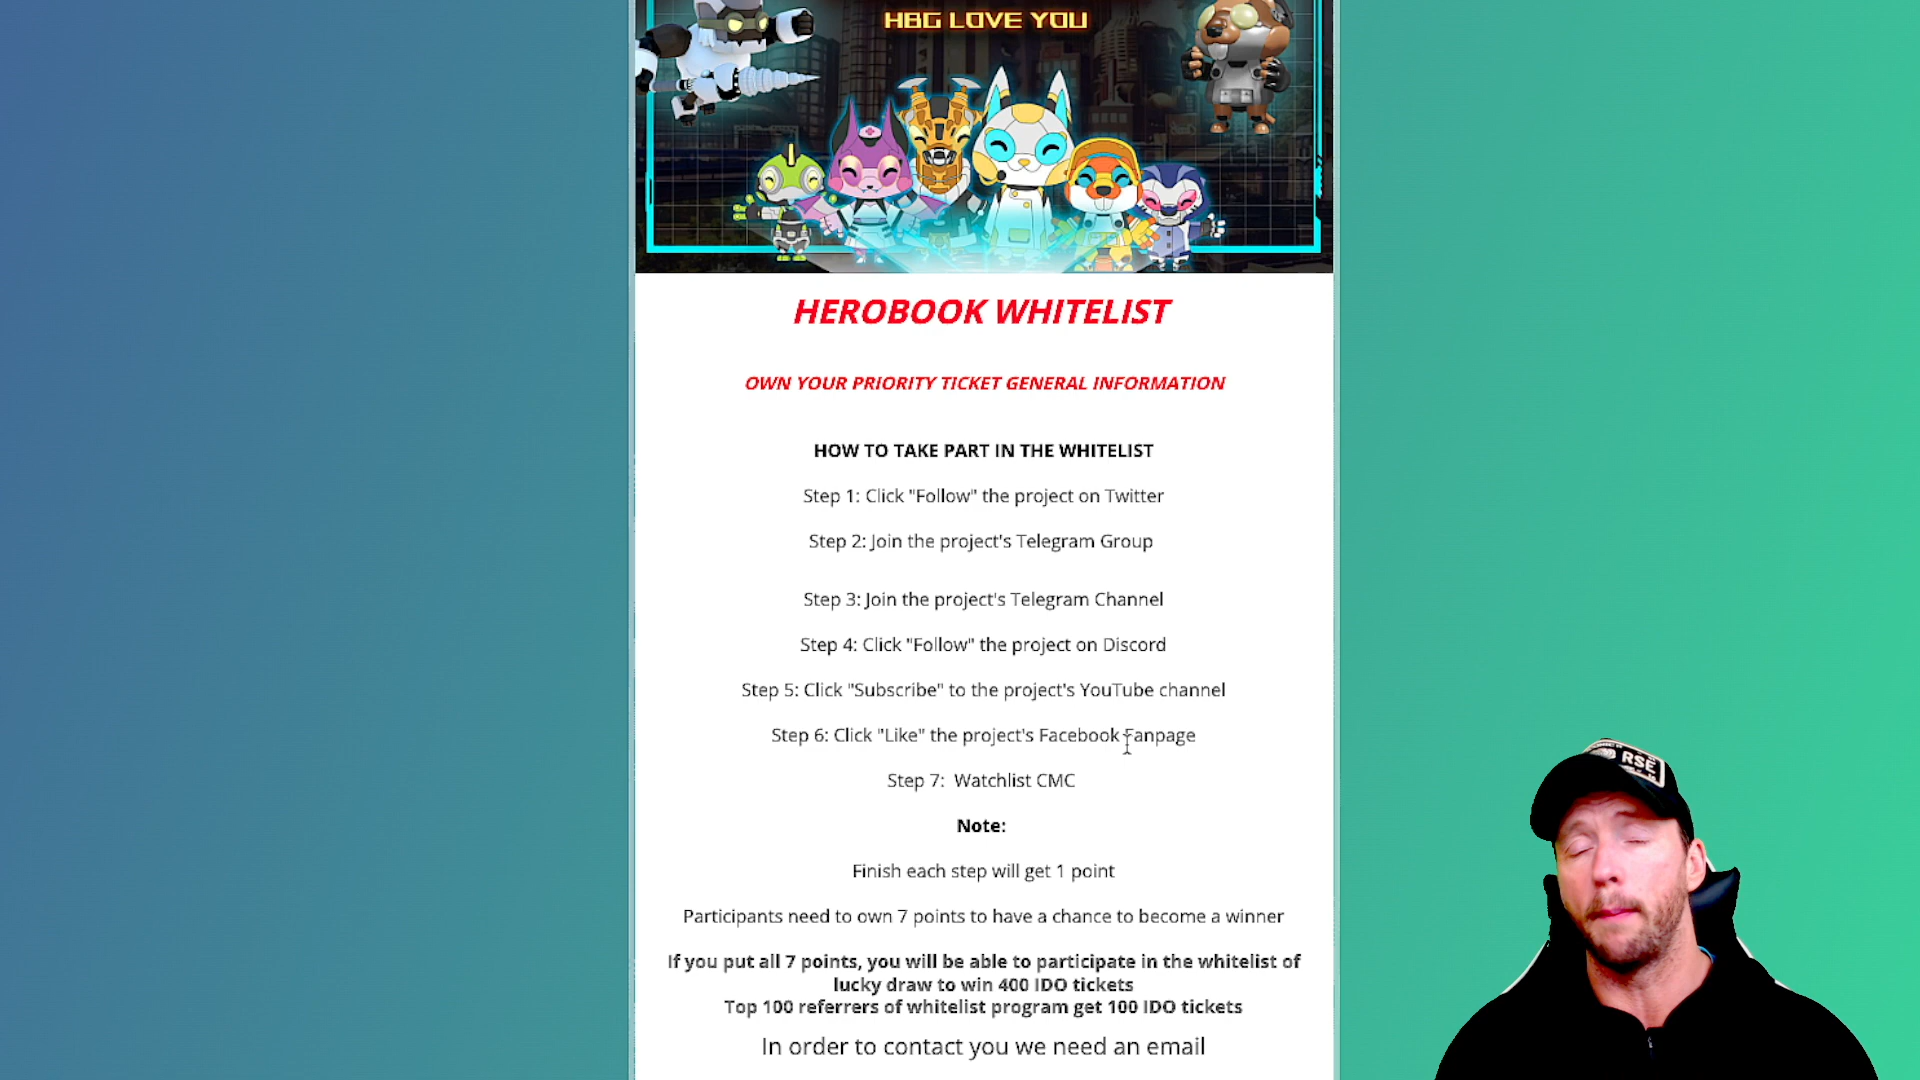 HBG LOVE YOU
HEROBOOK WHITELIST
OWN YOUR PRIORITY TICKET GENERAL INFORMATION
HOW TO TAKE PART IN THE WHITELIST
Step 1: Click "Follow" the project on Twitter
Step 2: Join the project's Telegram Group
Step 3: Join the project's Telegram Channel
Step 4: Click "Follow" the project on Discord
Step 5: Click "Subscribe" to the project's YouTube channel
Step 6: Click "Like" the project's Facebook Fanpage
Step 7: Watchlist CMC
Note:
Finish each step will get 1 point
Participants need to own 7 points to have a chance to become a winner
If you put all 7 points, you will be able to participate in the whitelist of
lucky draw to win 400 IDO tickets
Top 100 referrers of whitelist program get 100 IDO tickets
In order to contact you we need an email
RSE